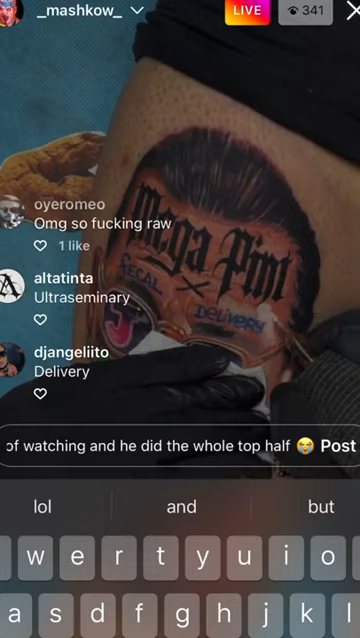 _mashkow_
LIVE
341
oyeromeo
Omg so fucking raw
1 like
altatinta
Ultraseminary
djangeliito
Delivery
Mega Pint
FECAL
X
DELIVERY
J
of watching and he did the whole top half 😭 Post
lol and but
w e r t y u i o
a s d f g h j k l